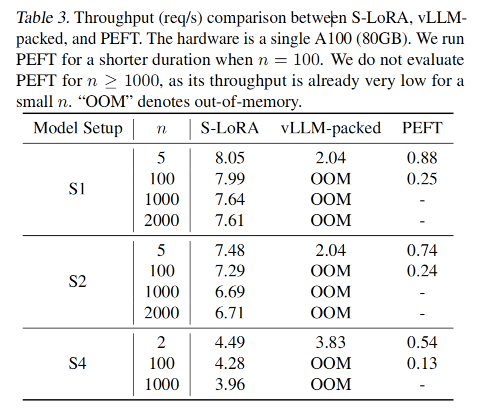 Table 3. Throughput (req/s) comparison between S-LoRA, vLLM-
packed, and PEFT. The hardware is a single A100 (80GB). We run
PEFT for a shorter duration when n = 100. We do not evaluate
PEFT for n ≥ 1000, as its throughput is already very low for a
small n. “OOM” denotes out-of-memory.
Model Setup n S-LoRA vLLM-packed PEFT
S1
5 8.05 2.04 0.88
100 7.99 OOM 0.25
1000 7.64 OOM -
2000 7.61 OOM -
S2
5 7.48 2.04 0.74
100 7.29 OOM 0.24
1000 6.69 OOM -
2000 6.71 OOM -
S4
2 4.49 3.83 0.54
100 4.28 OOM 0.13
1000 3.96 OOM -